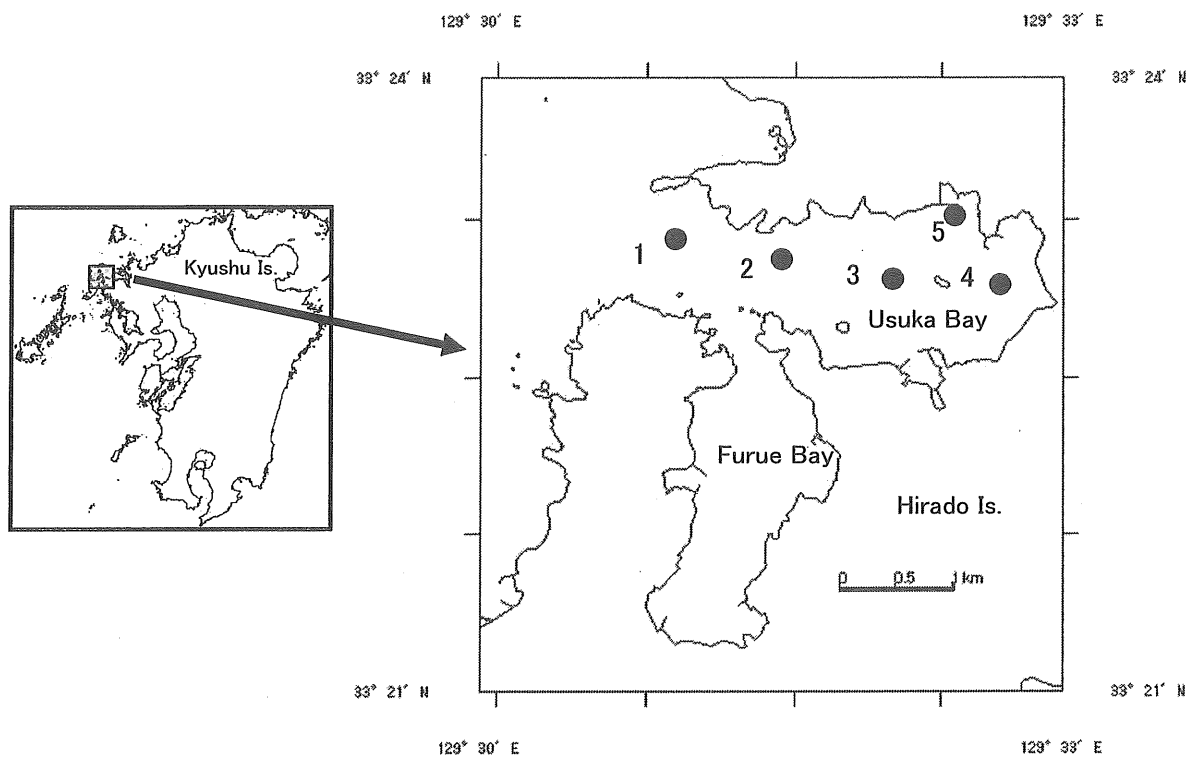 129° 30′ E
129° 33′ E
33° 24′ N
33° 24′ N
Kyushu Is.
1
2
3
4
5
Usuka Bay
Furue Bay
Hirado Is.
0 0.5 1 km
33° 21′ N
33° 21′ N
129° 30′ E
129° 33′ E